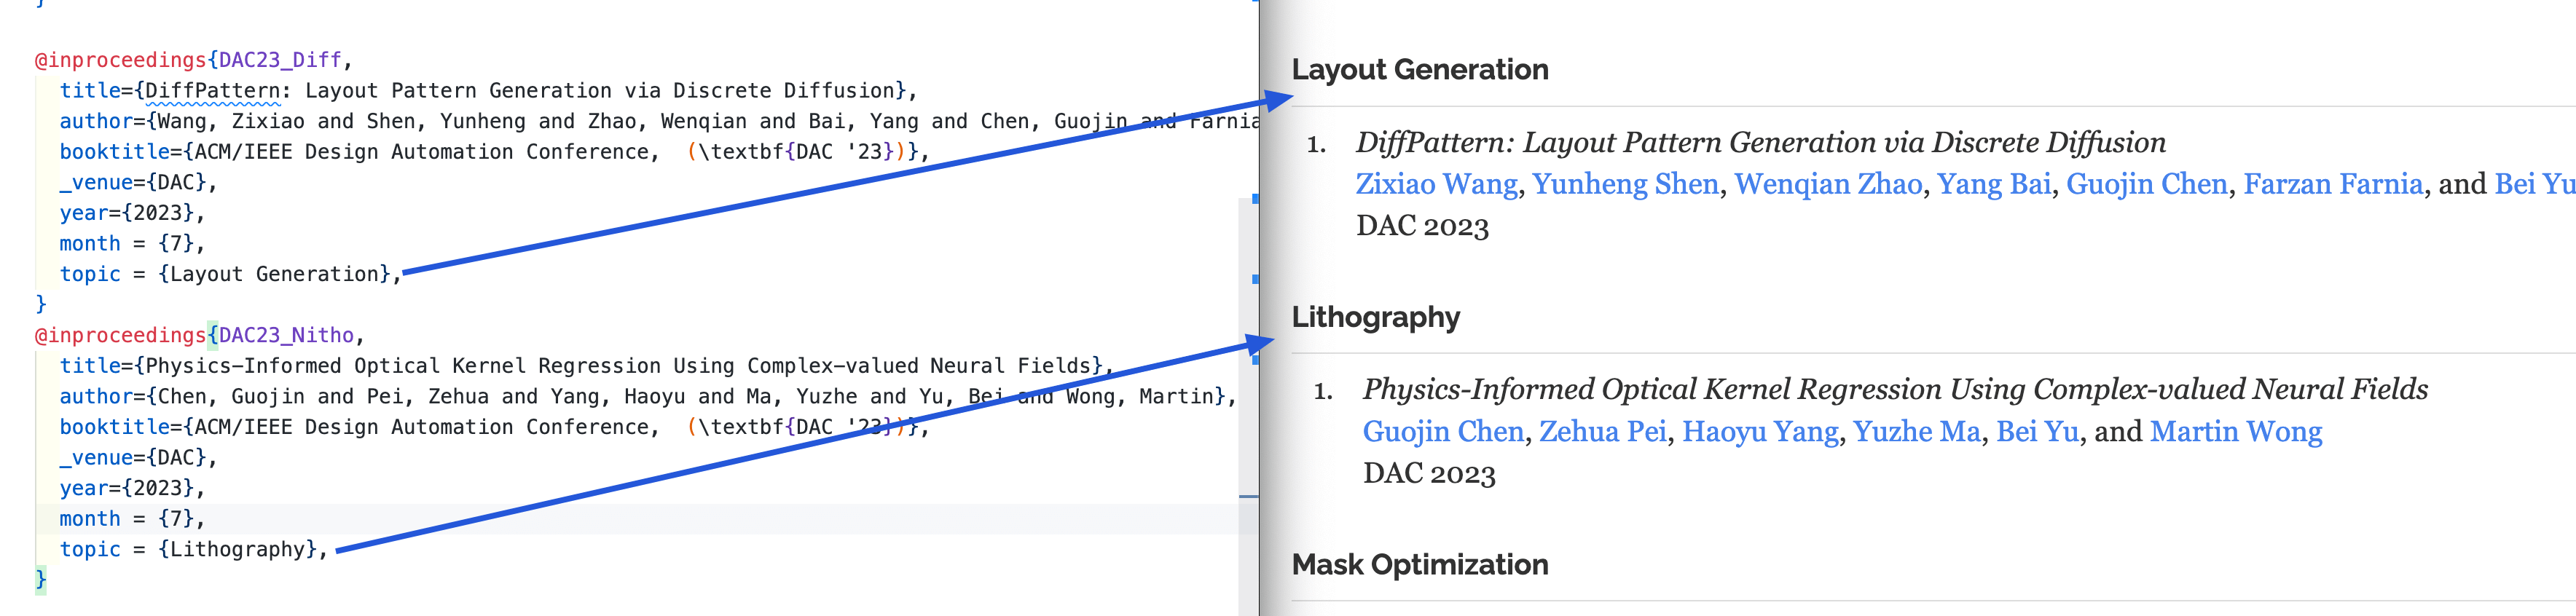 }
@inproceedings{DAC23_Diff,
title={DiffPattern: Layout Pattern Generation via Discrete Diffusion},
author={Wang, Zixiao and Shen, Yunheng and Zhao, Wenqian and Bai, Yang and Chen, Guojin and Farnia
booktitle={ACM/IEEE Design Automation Conference,  (\textbf{DAC '23})},
_venue={DAC},
year={2023},
month = {7},
topic = {Layout Generation},
}
@inproceedings{DAC23_Nitho,
title={Physics-Informed Optical Kernel Regression Using Complex-valued Neural Fields},
author={Chen, Guojin and Pei, Zehua and Yang, Haoyu and Ma, Yuzhe and Yu, Bei and Wong, Martin},
booktitle={ACM/IEEE Design Automation Conference,  (\textbf{DAC '23})},
_venue={DAC},
year={2023},
month = {7},
topic = {Lithography},
}
Layout Generation
1. DiffPattern: Layout Pattern Generation via Discrete Diffusion
Zixiao Wang, Yunheng Shen, Wenqian Zhao, Yang Bai, Guojin Chen, Farzan Farnia, and Bei Yu
DAC 2023
Lithography
1. Physics-Informed Optical Kernel Regression Using Complex-valued Neural Fields
Guojin Chen, Zehua Pei, Haoyu Yang, Yuzhe Ma, Bei Yu, and Martin Wong
DAC 2023
Mask Optimization